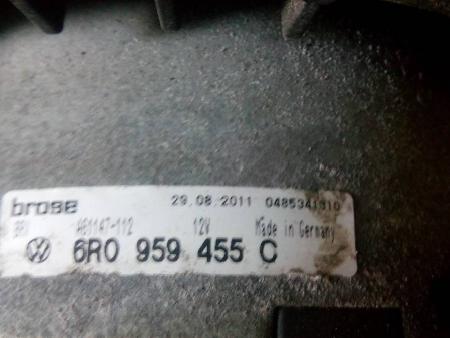 brose 29.08.2011 0485341310
A61147-112 12V Made in Germany
6R0 959 455 C